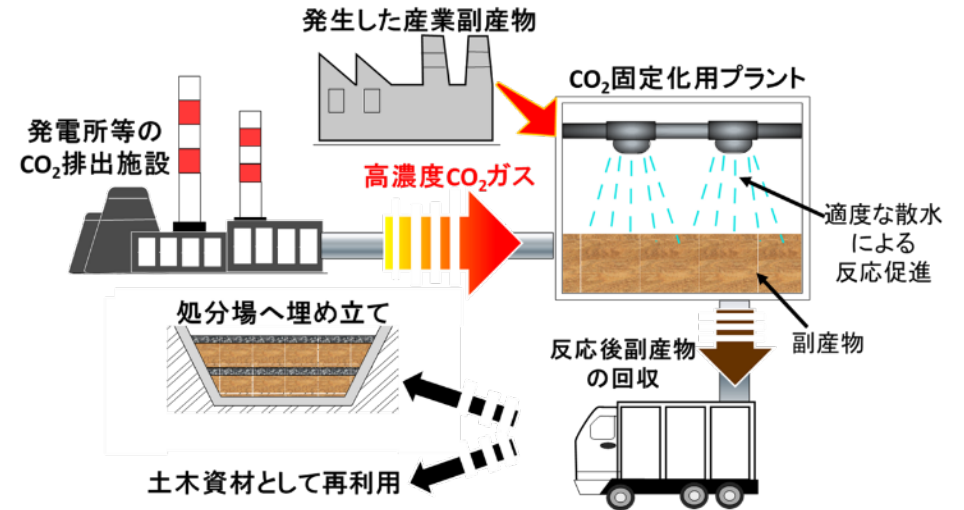 発生した産業副産物
CO₂固定化用プラント
発電所等の
CO₂排出施設
高濃度CO₂ガス
適度な散水
による
反応促進
処分場へ埋め立て
反応後副産物
の回収
副産物
土木資材として再利用